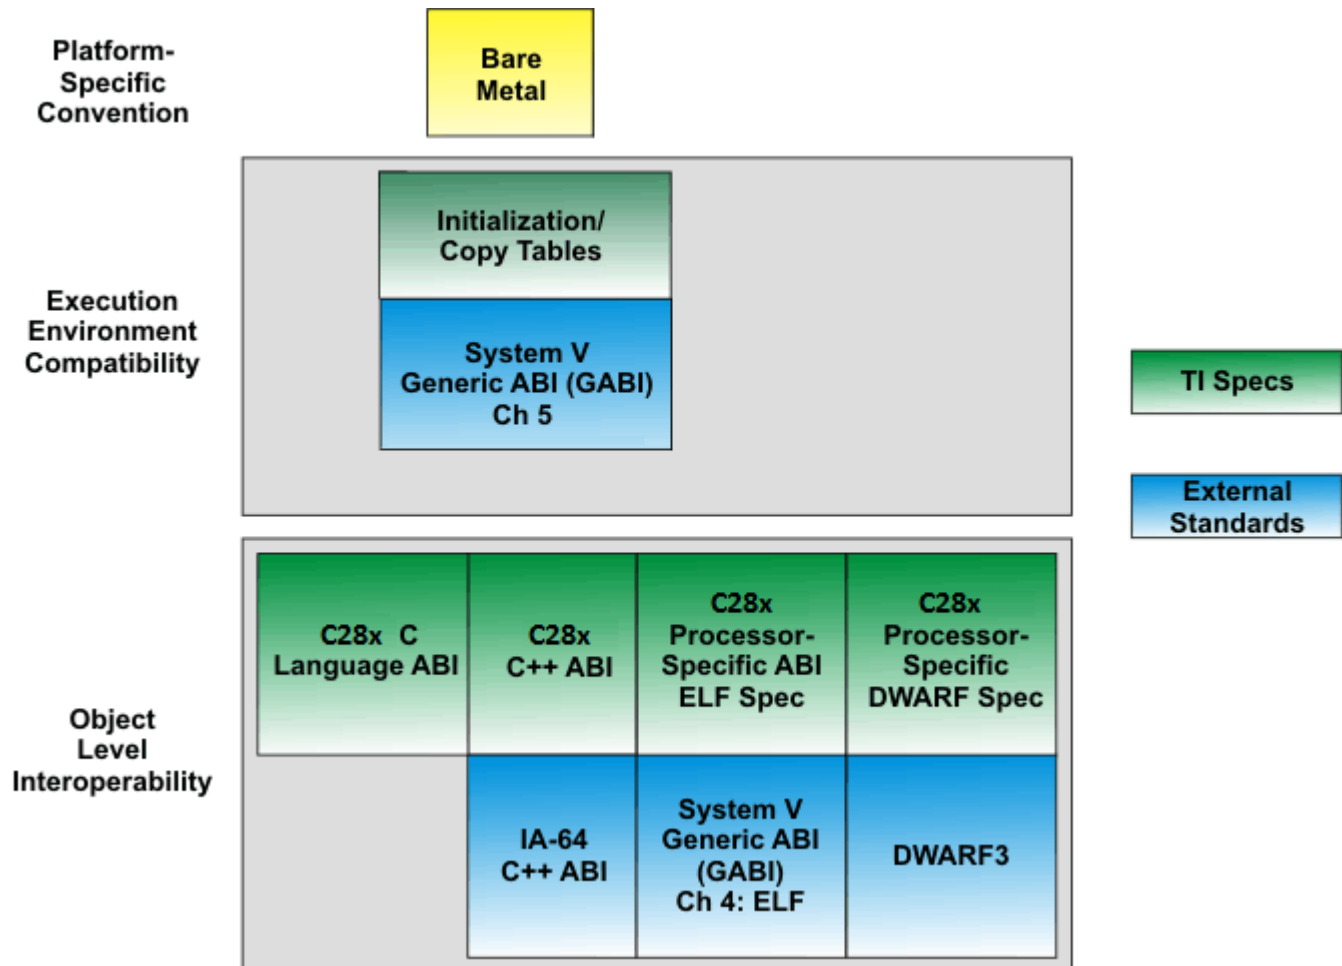 Platform-
Specific
Convention
Bare
Metal
Execution
Environment
Compatibility
Initialization/
Copy Tables
System V
Generic ABI (GABI)
Ch 5
TI Specs
External
Standards
Object
Level
Interoperability
C28x C
Language ABI
C28x
C++ ABI
C28x
Processor-
Specific ABI
ELF Spec
C28x
Processor-
Specific
DWARF Spec
IA-64
C++ ABI
System V
Generic ABI
(GABI)
Ch 4: ELF
DWARF3